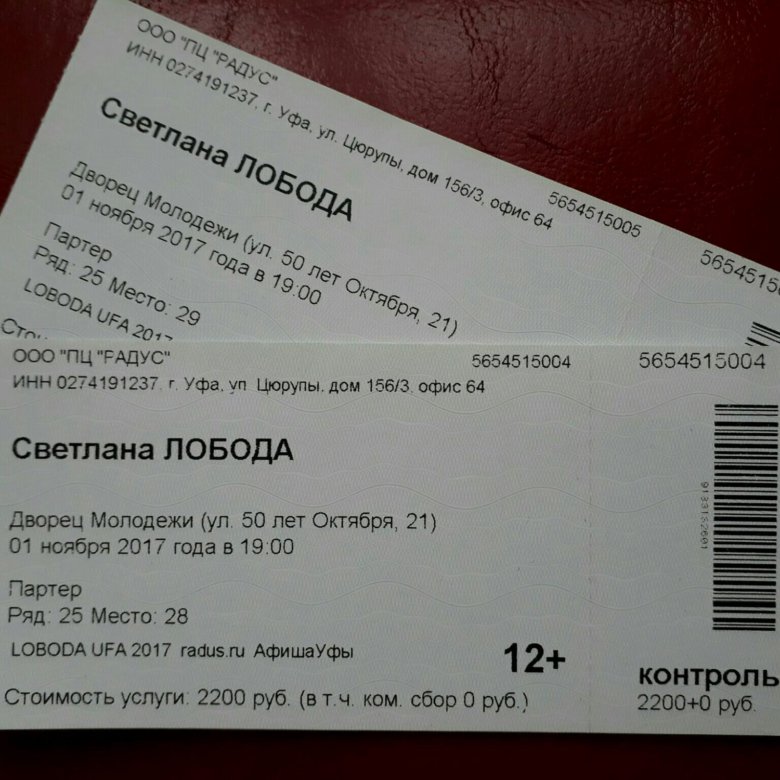 ООО "ПЦ "РАДУС"
ИНН 0274191237, г. Уфа, ул. Цюрупы, дом 156/3, офис 64
5654515005
Светлана ЛОБОДА
Дворец Молодежи (ул. 50 лет Октября, 21)
01 ноября 2017 года в 19:00
Партер
Ряд: 25 Место: 29
LOBODA UFA 2017
ООО "ПЦ "РАДУС"
5654515004
5654515004
ИНН 0274191237, г. Уфа, ул. Цюрупы, дом 156/3, офис 64
Светлана ЛОБОДА
Дворец Молодежи (ул. 50 лет Октября, 21)
01 ноября 2017 года в 19:00
Партер
Ряд: 25 Место: 28
LOBODA UFA 2017 radus.ru АфишаУфы
12+
Стоимость услуги: 2200 руб. (в т.ч. ком. сбор 0 руб.)
контроль
2200+0 руб.